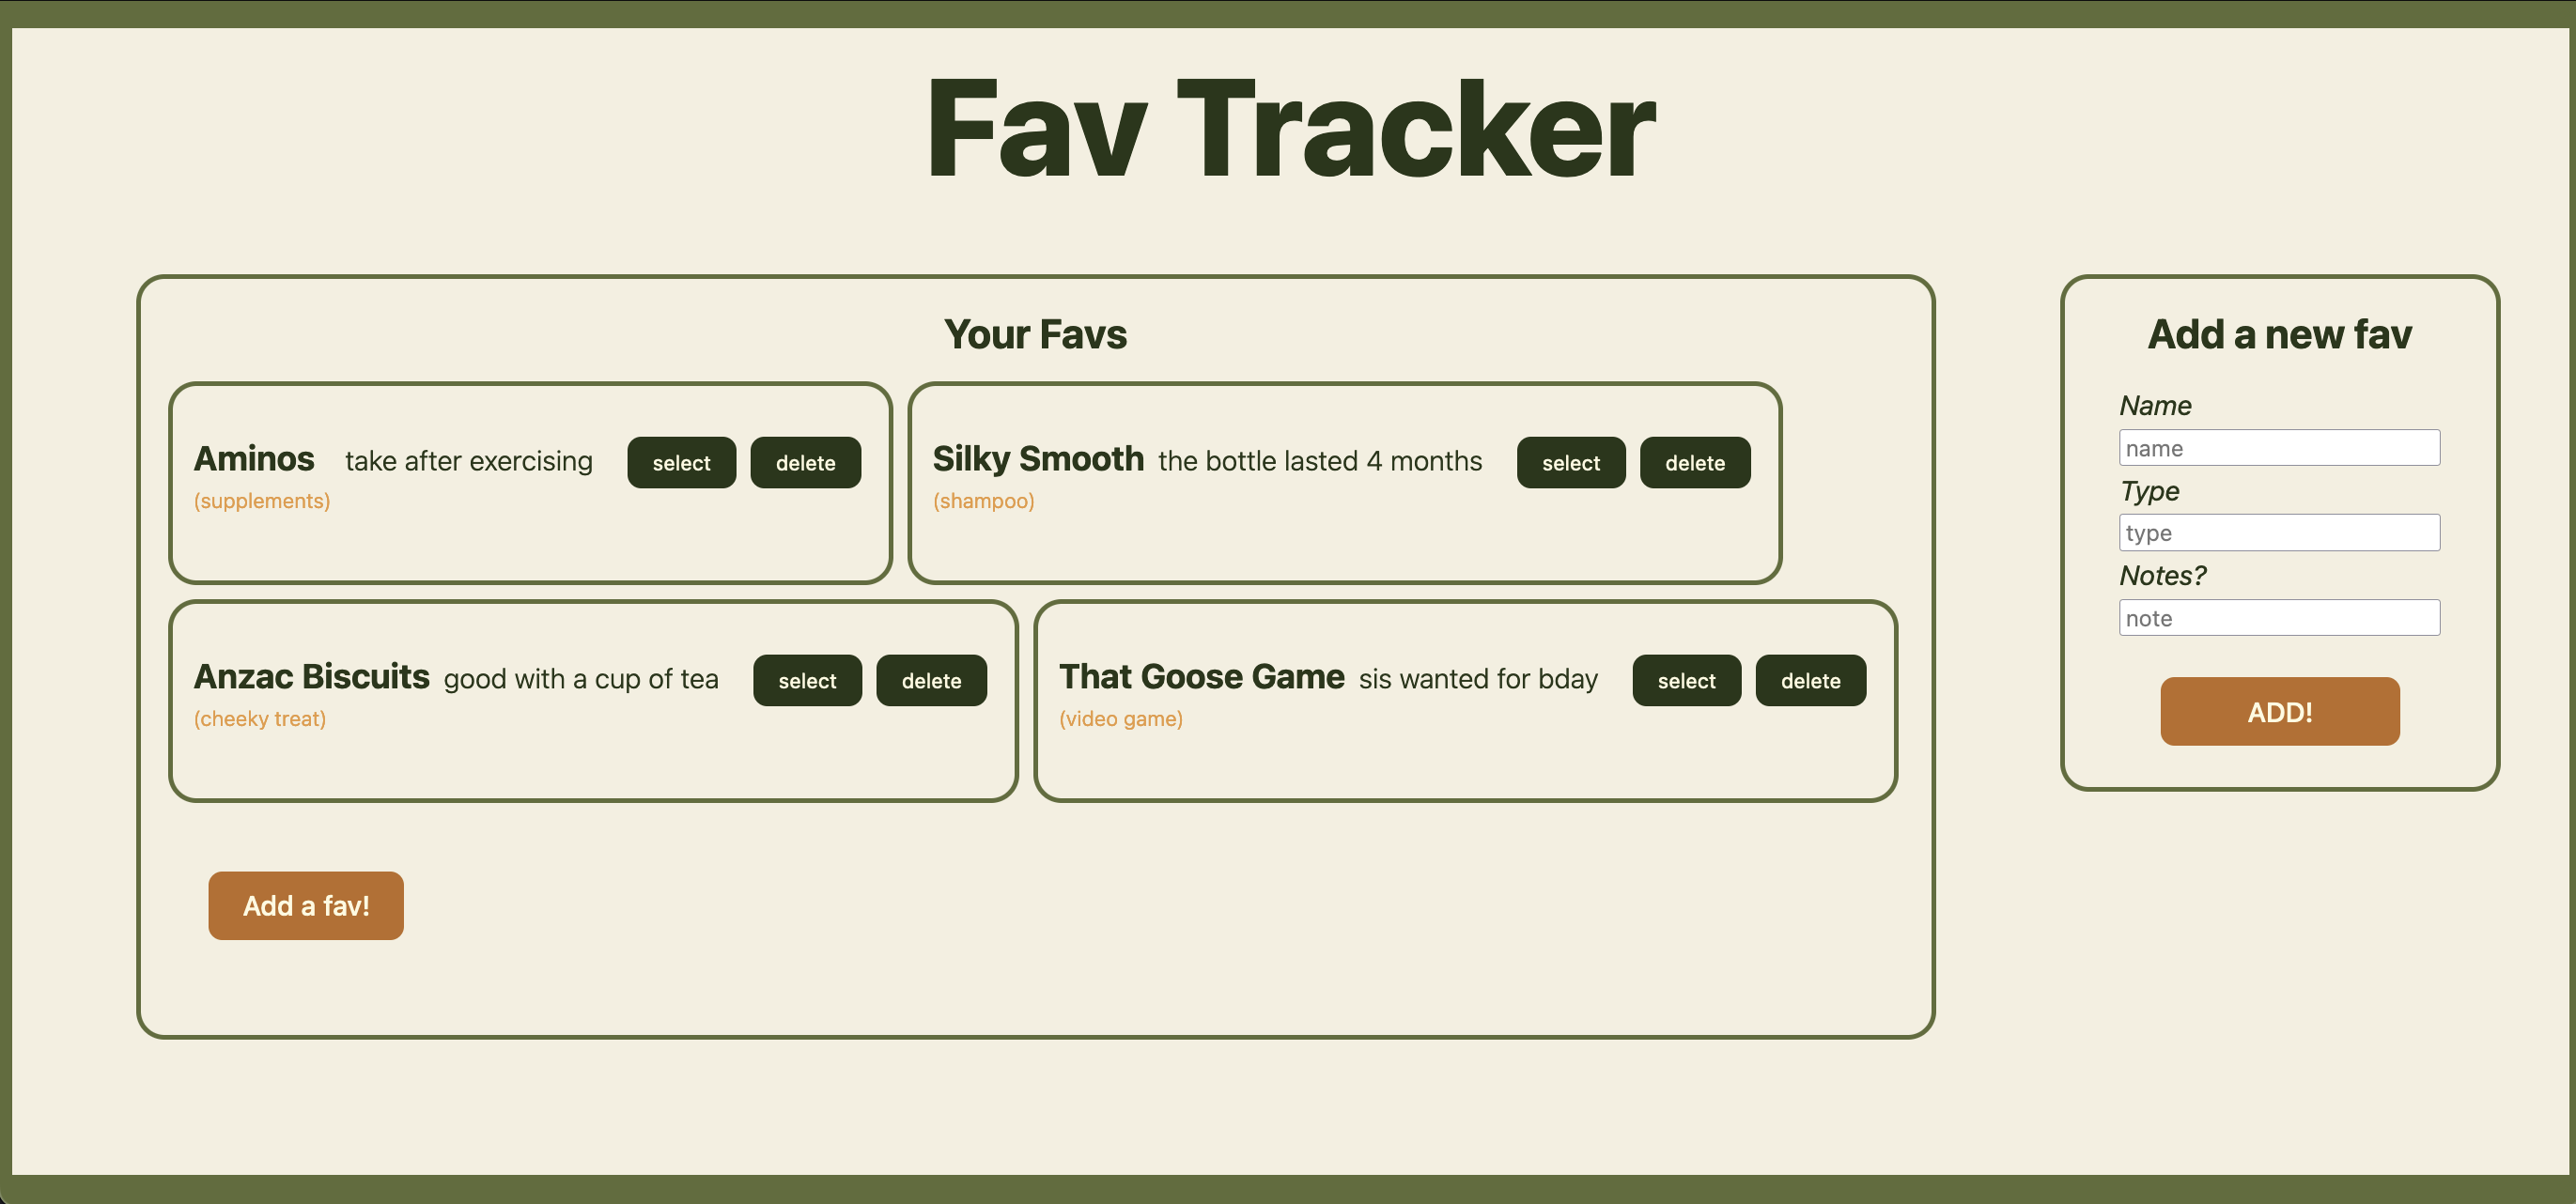 Fav Tracker
Your Favs
Aminos take after exercising select delete
(supplements)
Silky Smooth the bottle lasted 4 months select delete
(shampoo)
Anzac Biscuits good with a cup of tea select delete
(cheeky treat)
That Goose Game sis wanted for bday select delete
(video game)
Add a fav!
Add a new fav
Name
name
Type
type
Notes?
note
ADD!